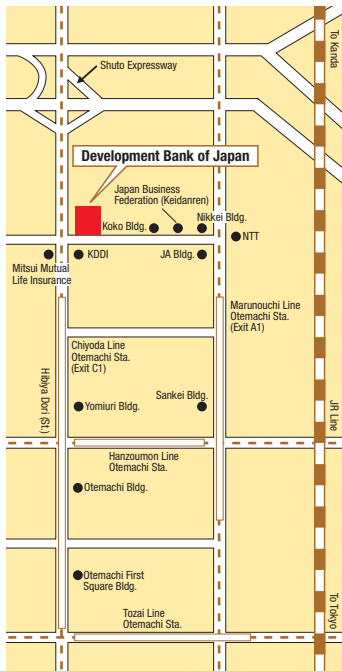 To Kanda
Shuto Expressway
Development Bank of Japan
Japan Business
Federation (Keidanren)
Koko Bldg.
Nikkei Bldg.
NTT
Mitsui Mutual
Life Insurance
KDDI
JA Bldg.
Marunouchi Line
Otemachi Sta.
(Exit A1)
Chiyoda Line
Otemachi Sta.
(Exit C1)
Hibiya Dori (St.)
Yomiuri Bldg.
Sankei Bldg.
JR Line
Hanzoumon Line
Otemachi Sta.
Otemachi Bldg.
Otemachi First
Square Bldg.
To Tokyo
Tozai Line
Otemachi Sta.